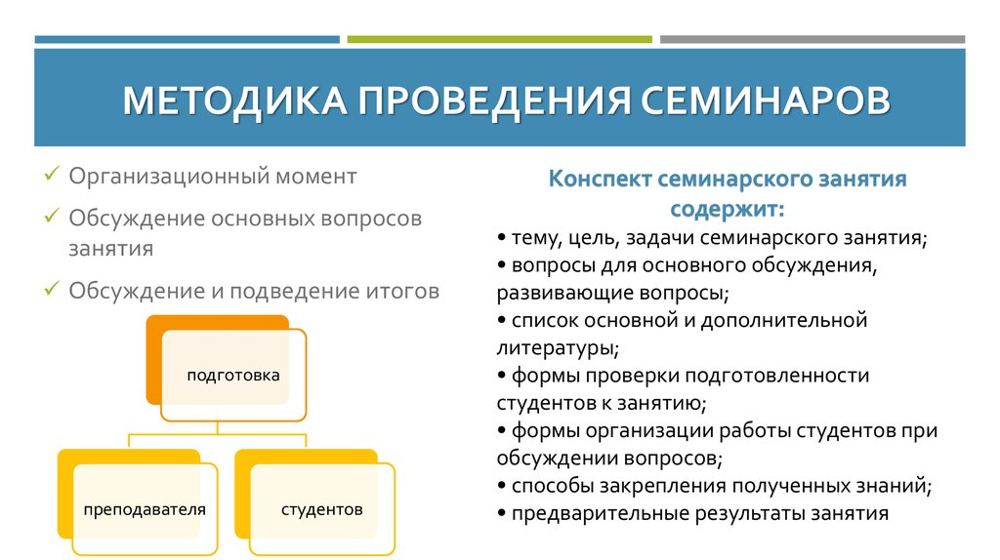 МЕТОДИКА ПРОВЕДЕНИЯ СЕМИНАРОВ
Организационный момент
Обсуждение основных вопросов
занятия
Обсуждение и подведение итогов
подготовка
преподавателя
студентов
Конспект семинарского занятия
содержит:
• тему, цель, задачи семинарского занятия;
• вопросы для основного обсуждения,
развивающие вопросы;
• список основной и дополнительной
литературы;
• формы проверки подготовленности
студентов к занятию;
• формы организации работы студентов при
обсуждении вопросов;
• способы закрепления полученных знаний;
• предварительные результаты занятия